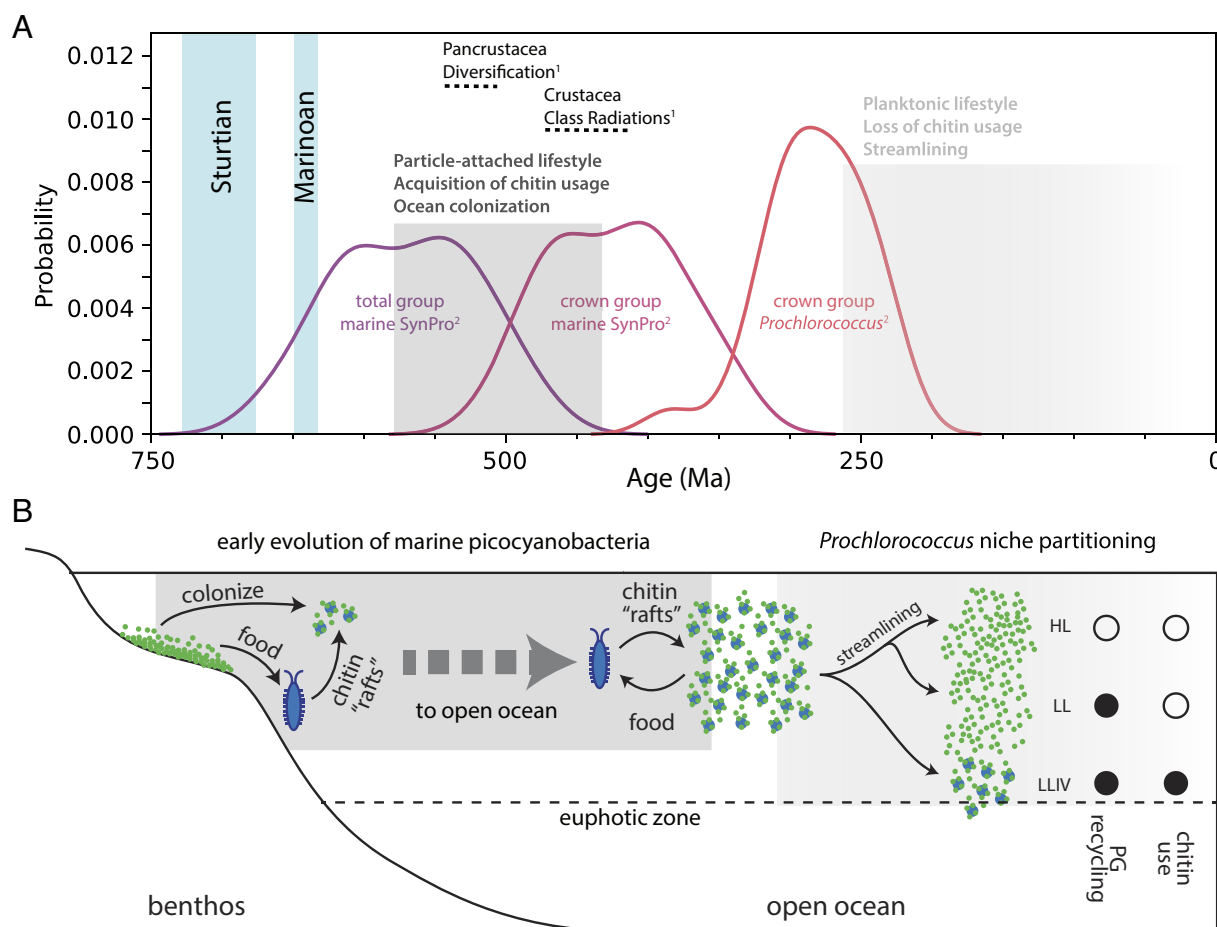 A
Probability
0.012
0.010
0.008
0.006
0.004
0.002
0.000
Sturtian
Marinoan
Pancrustacea
Diversification¹
Crustacea
Class Radiations¹
Particle-attached lifestyle
Acquisition of chitin usage
Ocean colonization
Planktonic lifestyle
Loss of chitin usage
Streamlining
total group
marine SynPro²
crown group
marine SynPro²
crown group
Prochlorococcus²
750
500
250
0
Age (Ma)
B
early evolution of marine picocyanobacteria
Prochlorococcus niche partitioning
colonize
food
chitin
"rafts"
to open ocean
chitin
"rafts"
food
streamlining
HL
LL
LLIV
euphotic zone
PG
recycling
chitin
use
benthos
open ocean